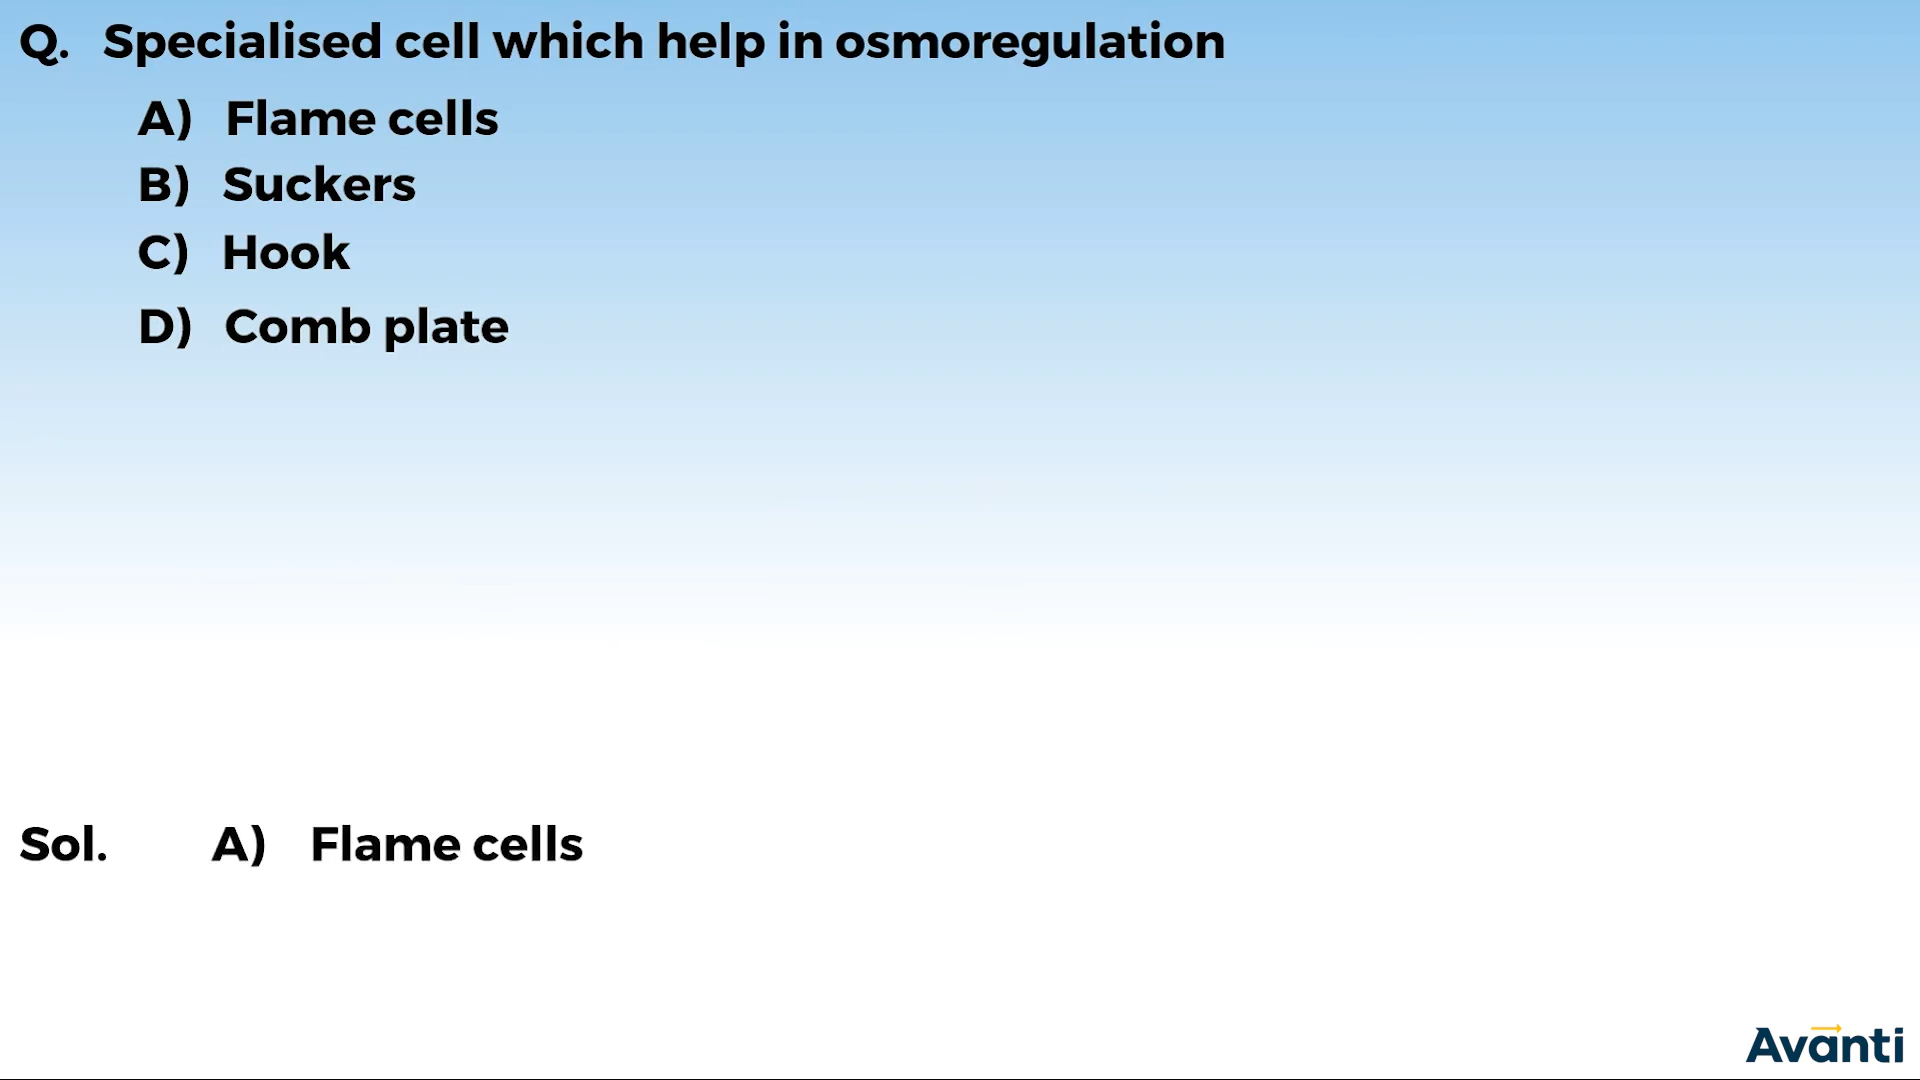 Q. Specialised cell which help in osmoregulation
A) Flame cells
B) Suckers
C) Hook
D) Comb plate
Sol. A) Flame cells
Avanti